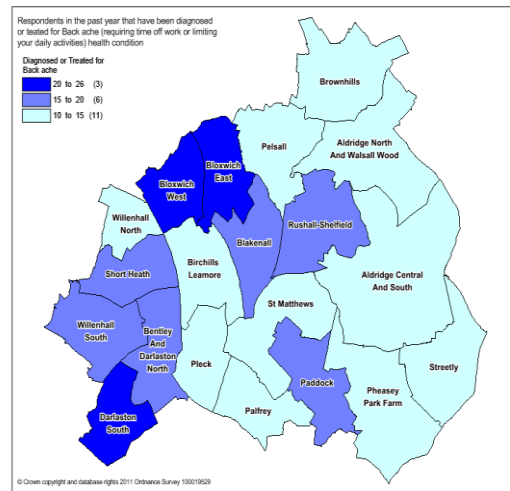 Respondents in the past year that have been diagnosed
or teated for Back ache (requiring time off work or limiting
your daily activities) health condition
Diagnosed or Treated for
Back ache
20 to 26 (3)
15 to 20 (6)
10 to 15 (11)
Brownhills
Pelsall
Aldridge North
And Walsall Wood
Bloxwich
East
Bloxwich
West
Willenhall
North
Rushall-Shelfield
Blakenall
Short Heath
Birchills
Leamore
Aldridge Central
And South
St Matthews
Willenhall
South
Bentley
And
Darlaston
North
Pleck
Streetly
Paddock
Pheasey
Park Farm
Palfrey
Darlaston
South
© Crown copyright and database rights 2011 Ordnance Survey 100019529